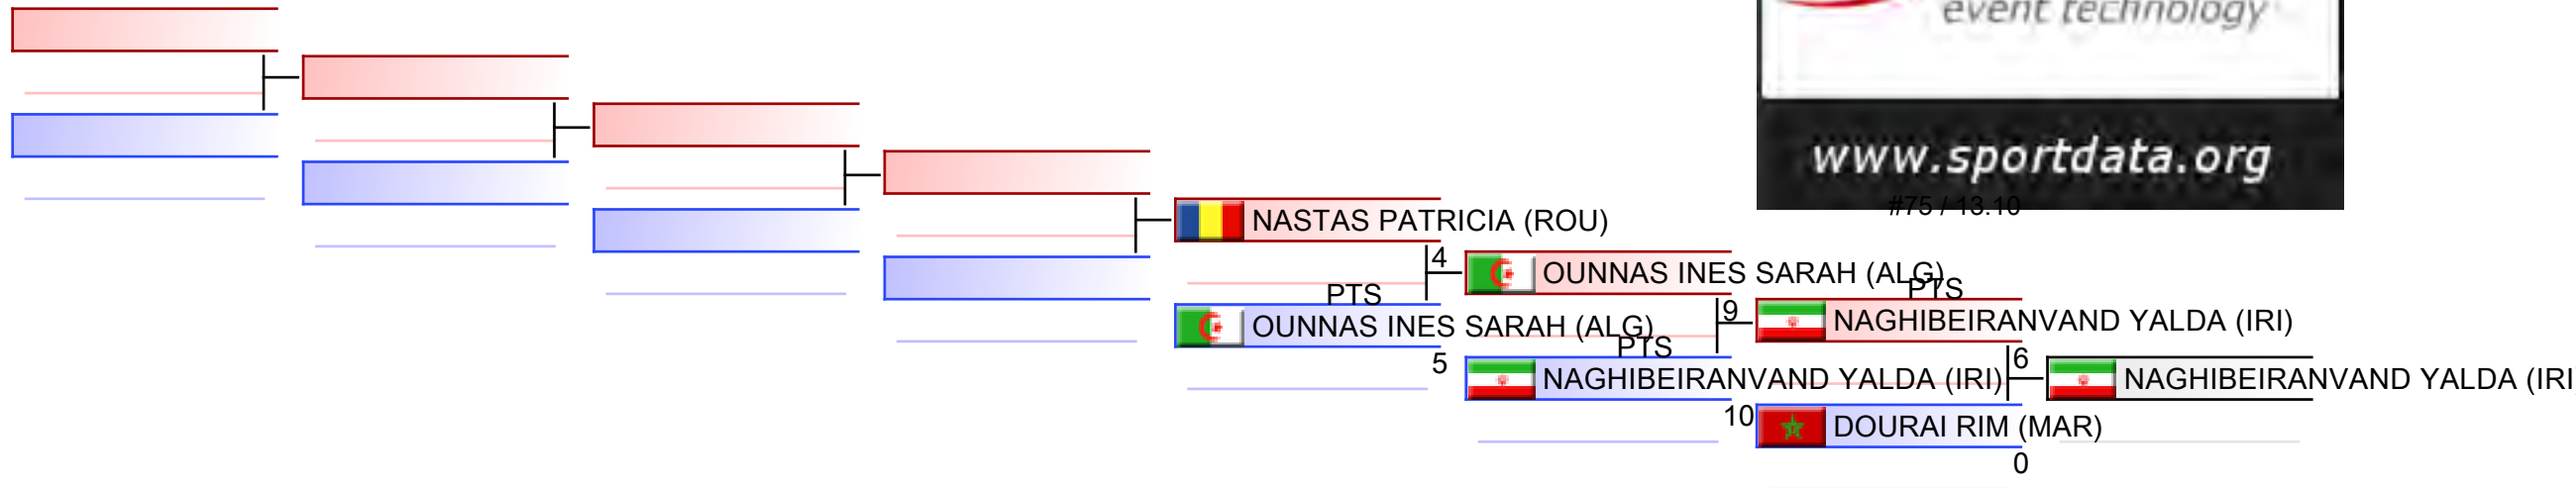 event technology
www.sportdata.org
#75 / 13.10
NASTAS PATRICIA (ROU)
4
OUNNAS INES SARAH (ALG)
PTS
PTS
9
OUNNAS INES SARAH (ALG)
NAGHIBEIRANVAND YALDA (IRI)
PTS
5
6
NAGHIBEIRANVAND YALDA (IRI)
NAGHIBEIRANVAND YALDA (IRI
10
DOURAI RIM (MAR)
0